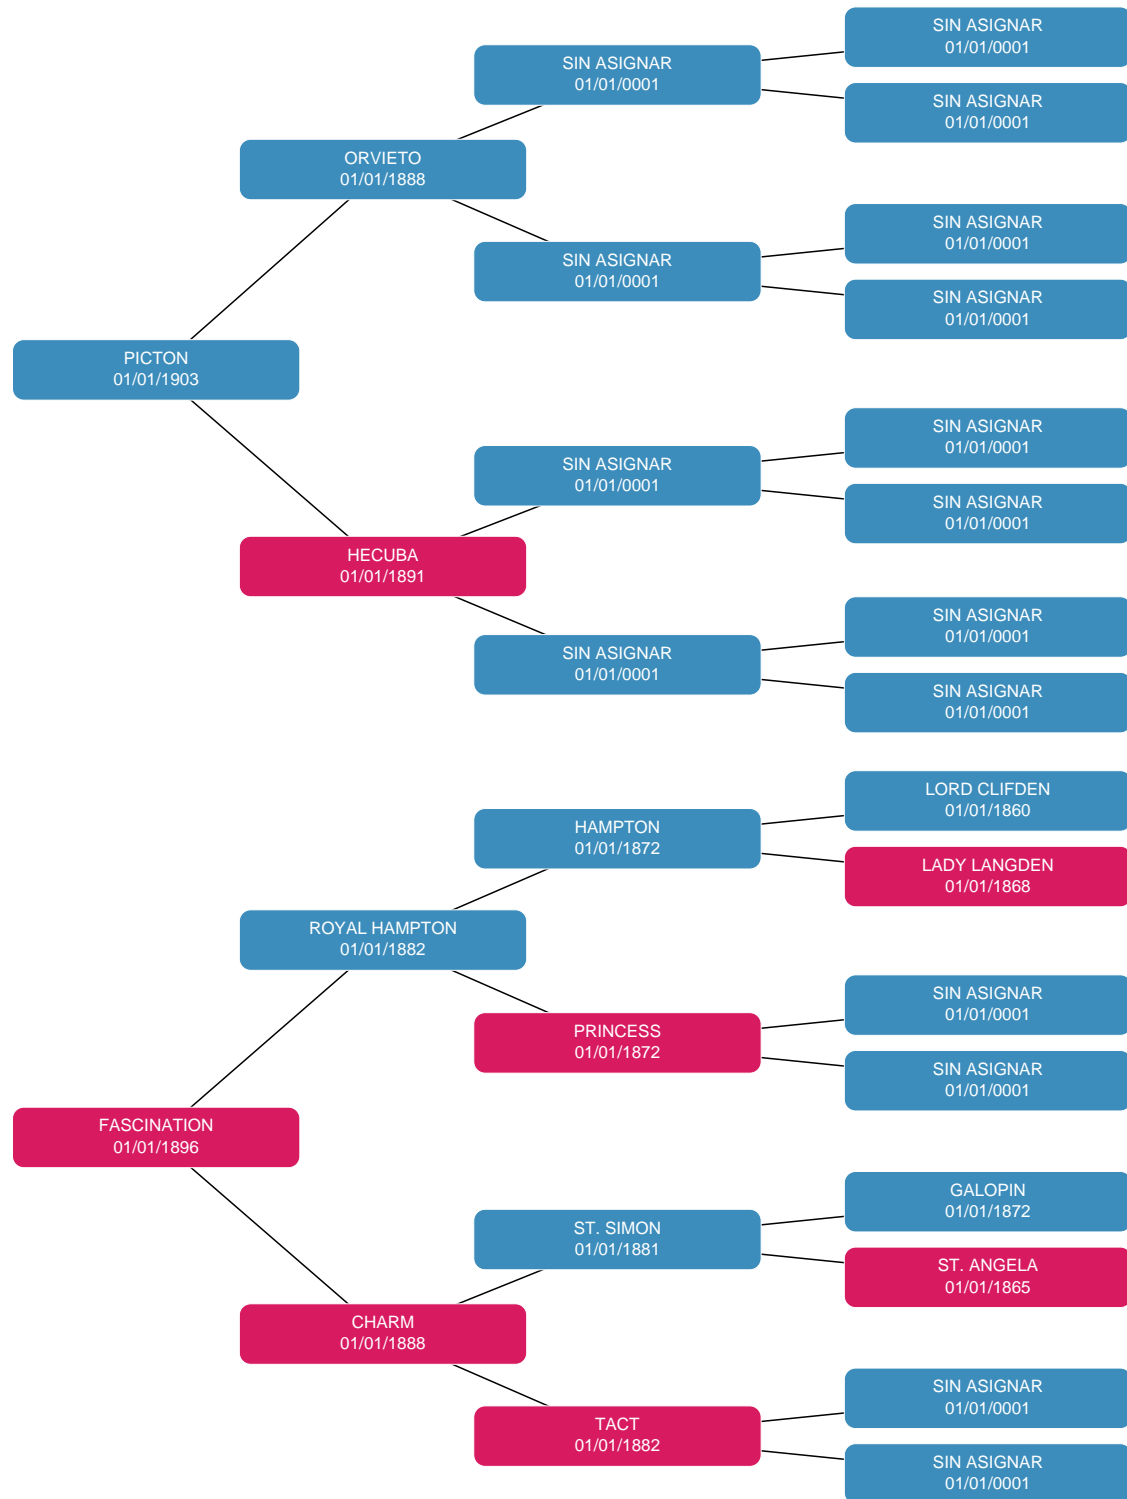 SIN ASIGNAR
01/01/0001
SIN ASIGNAR
01/01/0001
SIN ASIGNAR
01/01/0001
ORVIETO
01/01/1888
SIN ASIGNAR
01/01/0001
SIN ASIGNAR
01/01/0001
SIN ASIGNAR
01/01/0001
PICTON
01/01/1903
SIN ASIGNAR
01/01/0001
SIN ASIGNAR
01/01/0001
SIN ASIGNAR
01/01/0001
HECUBA
01/01/1891
SIN ASIGNAR
01/01/0001
SIN ASIGNAR
01/01/0001
SIN ASIGNAR
01/01/0001
LORD CLIFDEN
01/01/1860
HAMPTON
01/01/1872
LADY LANGDEN
01/01/1868
ROYAL HAMPTON
01/01/1882
SIN ASIGNAR
01/01/0001
PRINCESS
01/01/1872
SIN ASIGNAR
01/01/0001
FASCINATION
01/01/1896
GALOPIN
01/01/1872
ST. SIMON
01/01/1881
ST. ANGELA
01/01/1865
CHARM
01/01/1888
SIN ASIGNAR
01/01/0001
TACT
01/01/1882
SIN ASIGNAR
01/01/0001